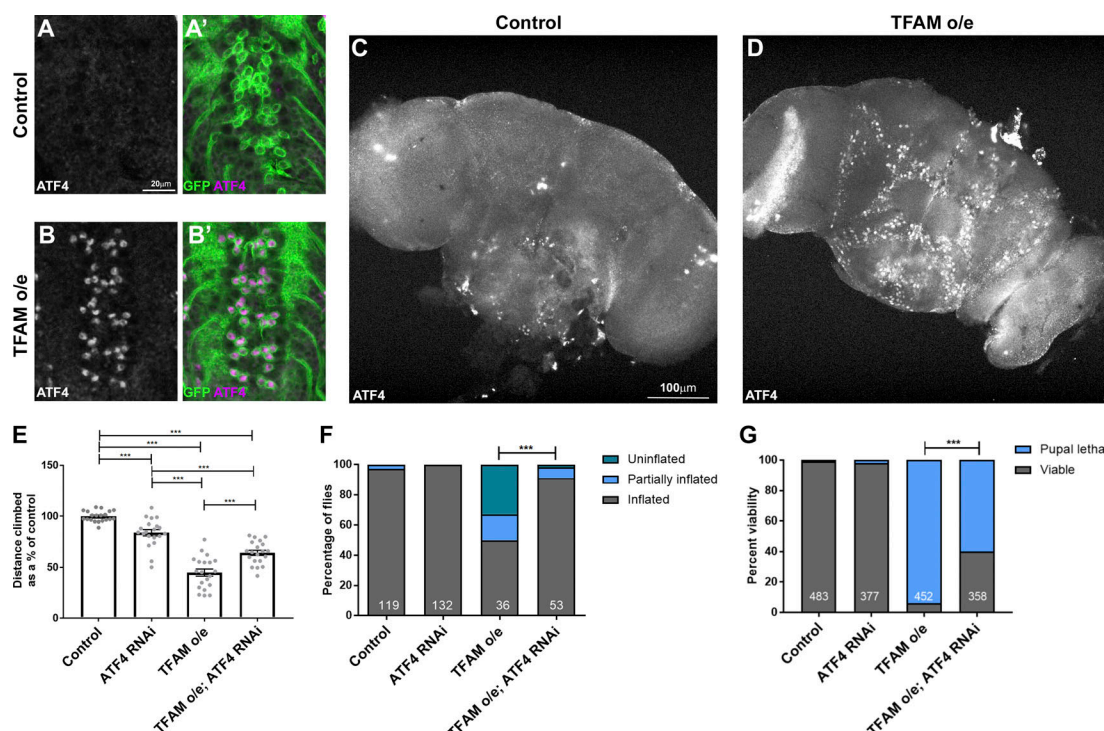 Control
TFAM o/e
A
A'
C
D
Control
ATF4
20µm
GFP ATF4
B
B'
TFAM o/e
ATF4
GFP ATF4
ATF4
100µm
ATF4
E
***
***
***
***
***
***
Distance climbed
as a % of control
150
100
50
0
Control
ATF4 RNAi
TFAM o/e
TFAM o/e; ATF4 RNAi
F
***
Percentage of flies
100
80
60
40
20
0
119
132
36
53
Control
ATF4 RNAi
TFAM o/e
TFAM o/e; ATF4 RNAi
Uninflated
Partially inflated
Inflated
G
***
Percent viability
100
80
60
40
20
0
483
377
452
358
Control
ATF4 RNAi
TFAM o/e
TFAM o/e; ATF4 RNAi
Pupal lethal
Viable